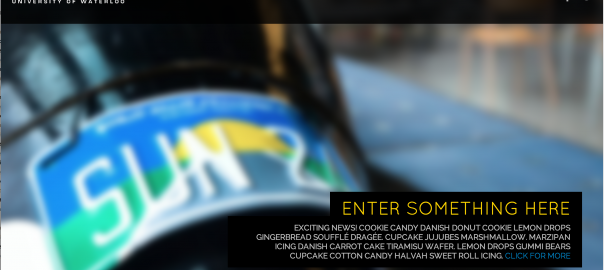 UNIVERSITY OF WATERLOO
SUN
ENTER SOMETHING HERE
EXCITING NEWS! COOKIE CANDY DANISH DONUT COOKIE LEMON DROPS
GINGERBREAD SOUFFLÉ DRAGÉE. CUPCAKE JUJUBES MARSHMALLOW. MARZIPAN
ICING DANISH CARROT CAKE TIRAMISU WAFER. LEMON DROPS GUMMI BEARS
CUPCAKE COTTON CANDY HALVAH SWEET ROLL ICING. CLICK FOR MORE